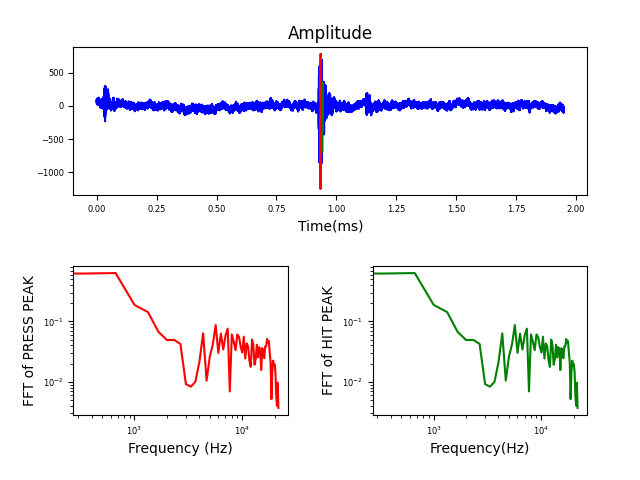 Amplitude
500
0
−500
−1000
0.00 0.25 0.50 0.75 1.00 1.25 1.50 1.75 2.00
Time(ms)
FFT of PRESS PEAK
10⁻¹
10⁻²
10³ 10⁴
Frequency (Hz)
FFT of HIT PEAK
10⁻¹
10⁻²
10³ 10⁴
Frequency(Hz)